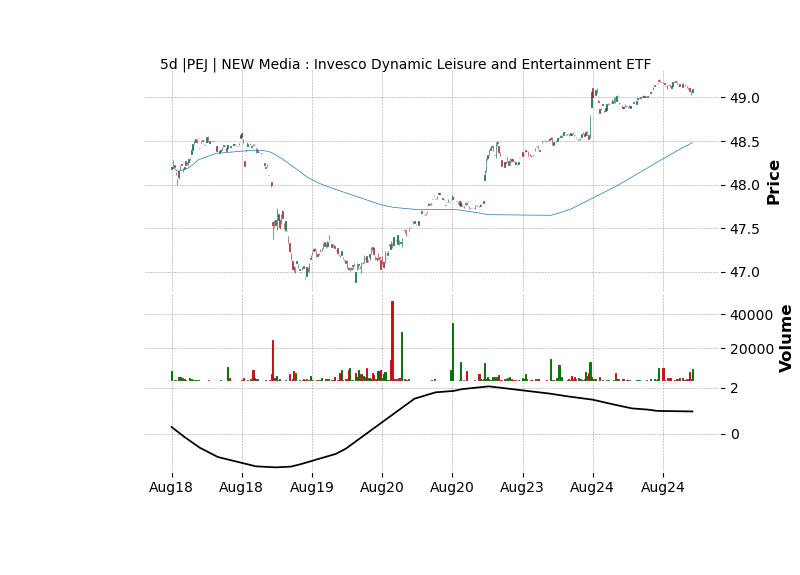 5d |PEJ | NEW Media : Invesco Dynamic Leisure and Entertainment ETF
49.0
48.5
48.0
47.5
47.0
Price
40000
20000
Volume
2
0
Aug18 Aug18 Aug19 Aug20 Aug20 Aug23 Aug24 Aug24